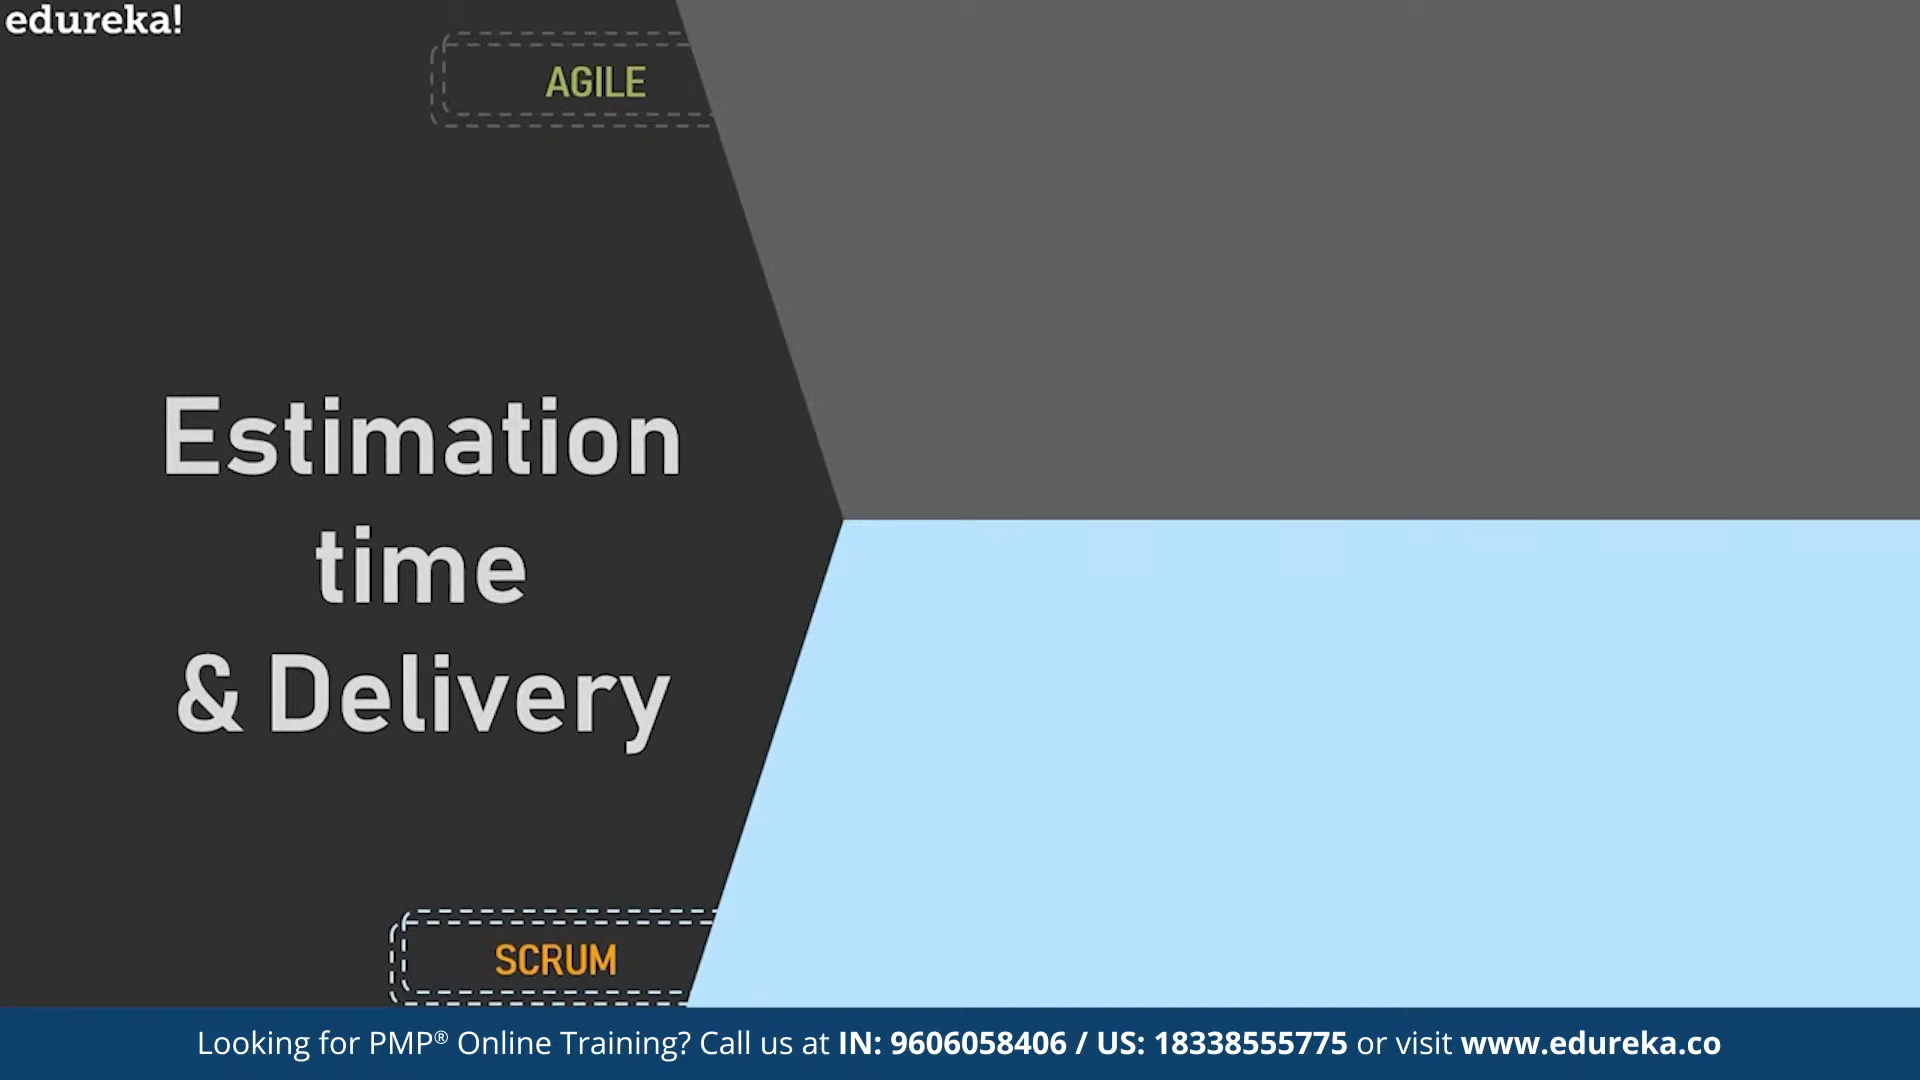 edureka!
AGILE
Estimation
time
& Delivery
SCRUM
Looking for PMP® Online Training? Call us at IN: 9606058406 / US: 18338555775 or visit www.edureka.co